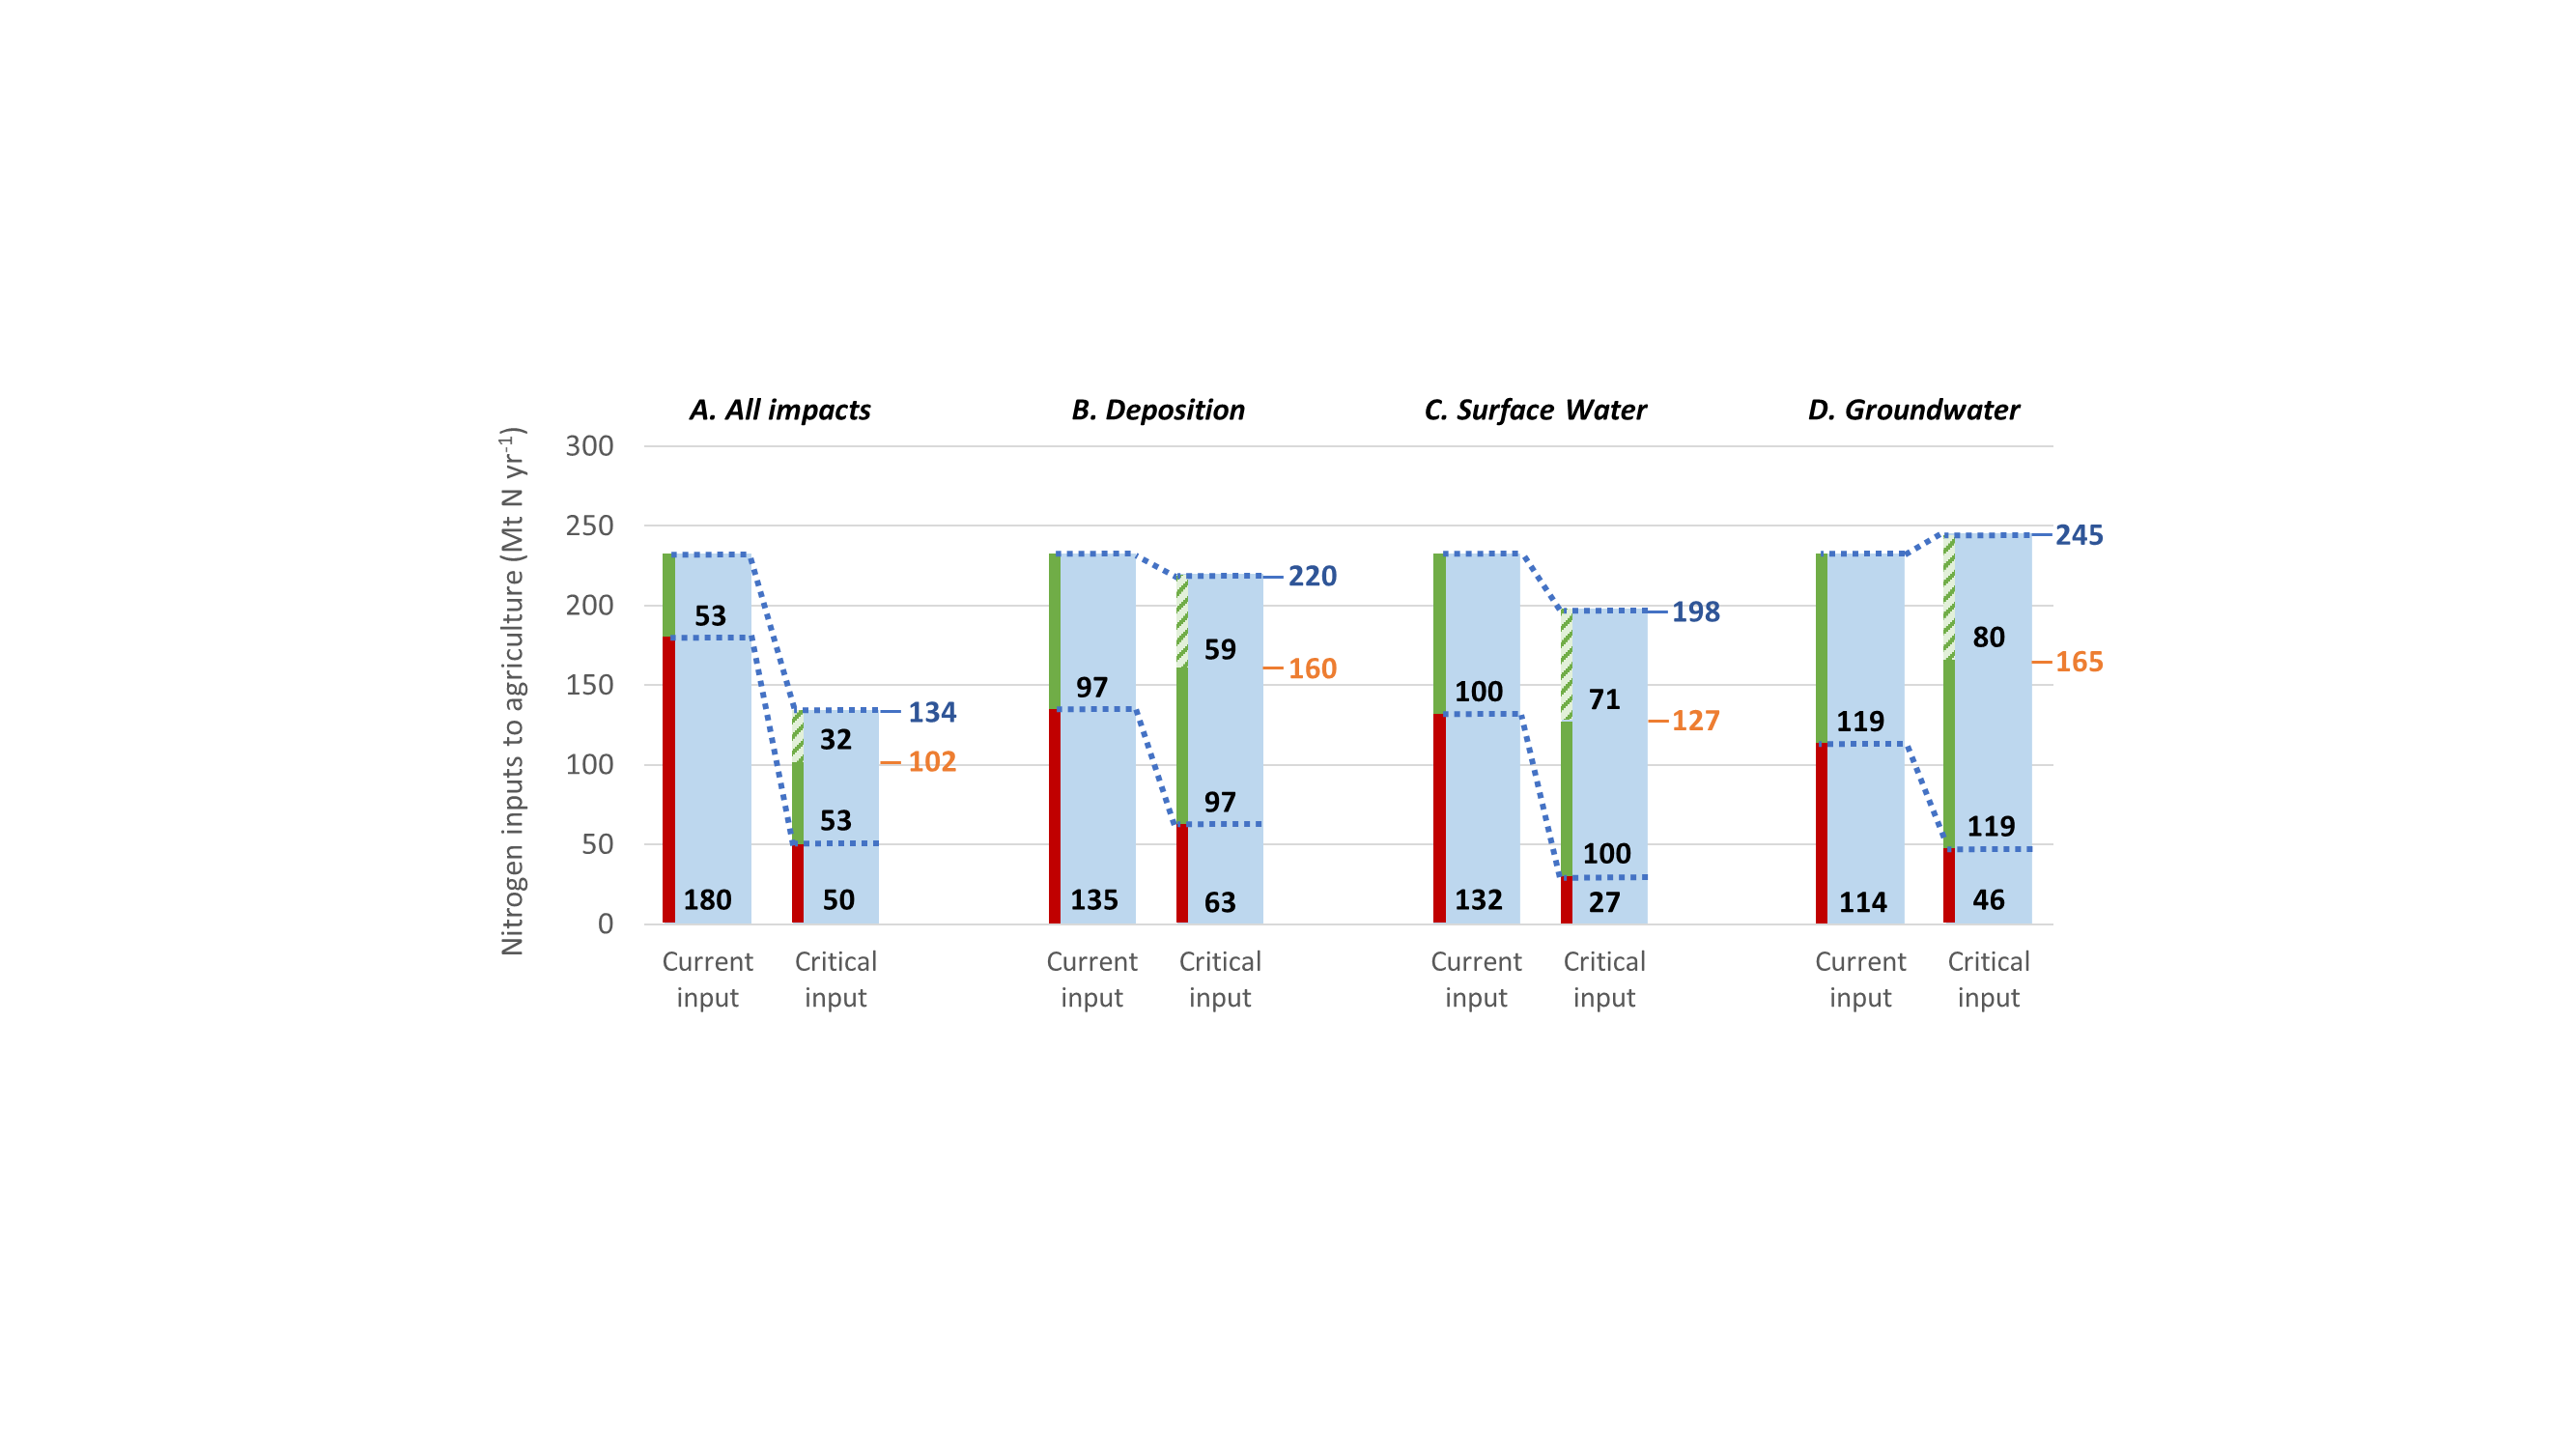 A. All impacts
B. Deposition
C. Surface Water
D. Groundwater
Nitrogen inputs to agriculture (Mt N yr-1)
300
250
200
150
100
50
0
53
180
134
32
102
53
50
97
135
220
59
160
97
63
100
132
198
71
127
100
27
119
114
245
80
165
119
46
Current input
Critical input
Current input
Critical input
Current input
Critical input
Current input
Critical input